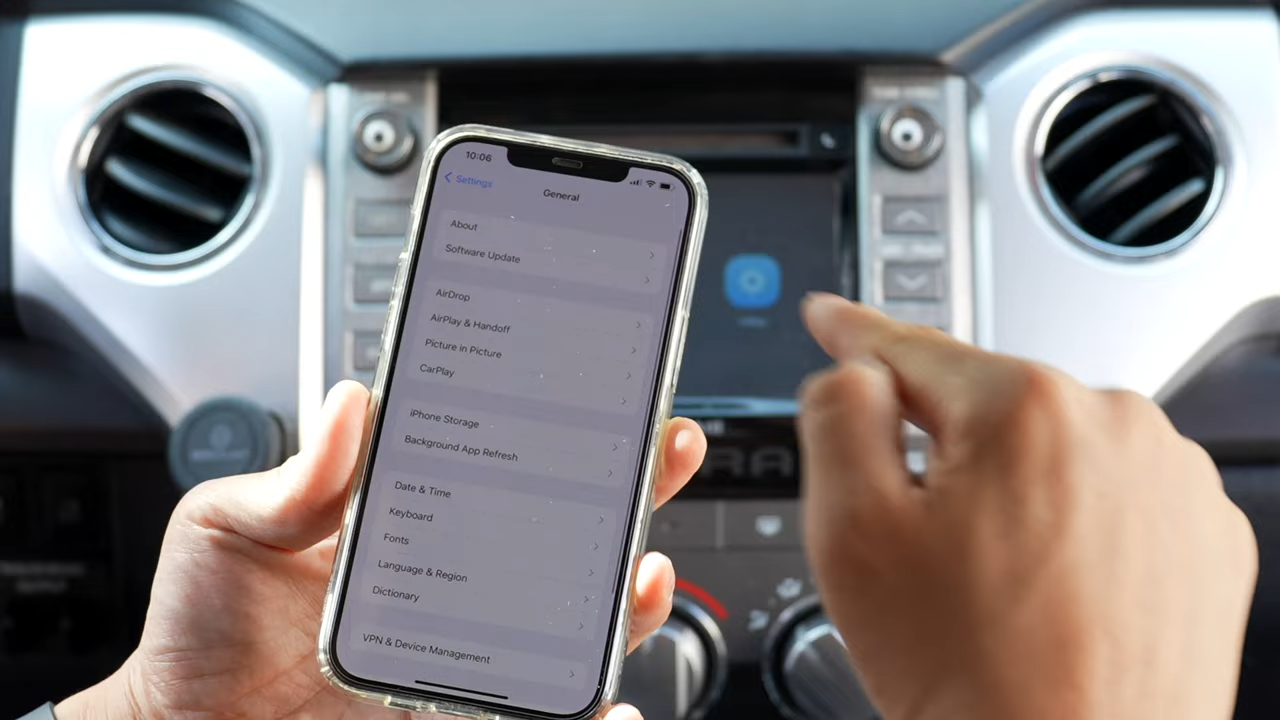 10:06
Settings
General
About
Software Update
AirDrop
AirPlay & Handoff
Picture in Picture
CarPlay
iPhone Storage
Background App Refresh
Date & Time
Keyboard
Fonts
Language & Region
Dictionary
VPN & Device Management
RA